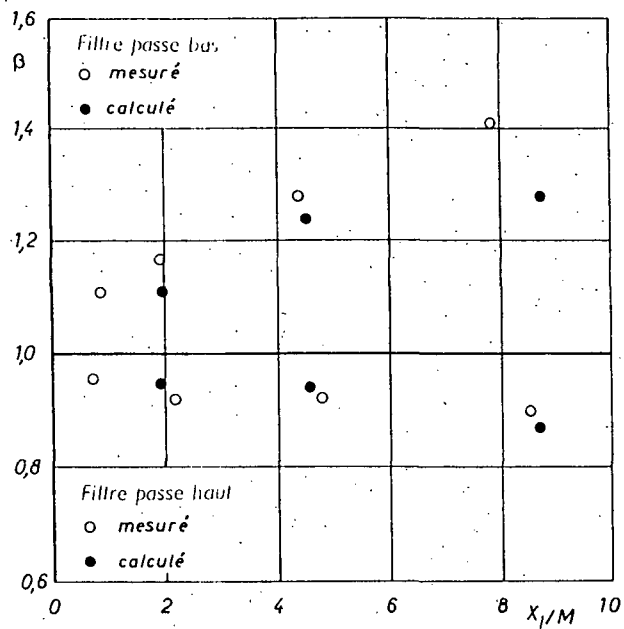 1,6
β
Filtre passe bas
mesuré
calculé
1,4
1,2
1,0
0,8
Filtre passe haut
mesuré
calculé
0,6
0 2 4 6 8 10
X_l/M